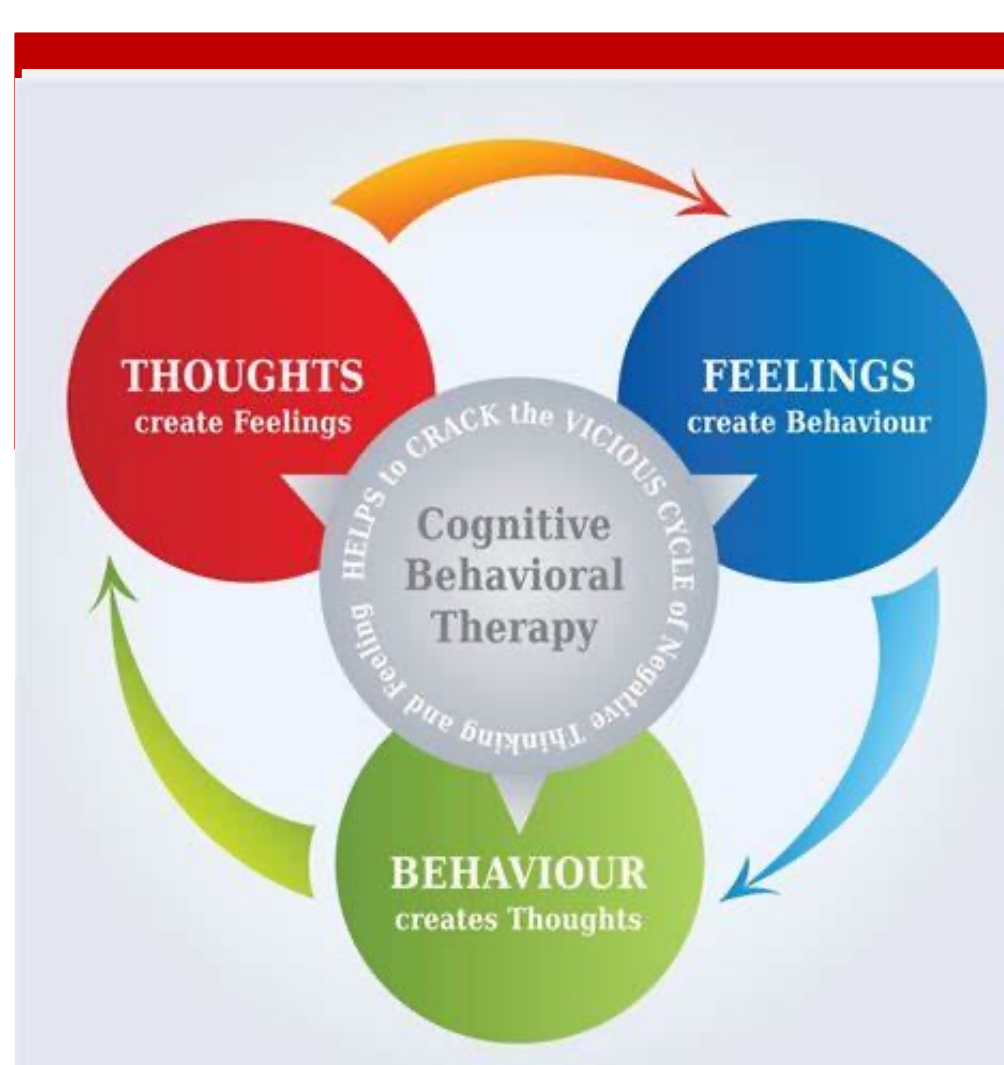 THOUGHTS
create Feelings
FEELINGS
create Behaviour
HELPS to CRACK the VICIOUS CYCLE of Negative Thinking and Feeling
Cognitive
Behavioral
Therapy
BEHAVIOUR
creates Thoughts